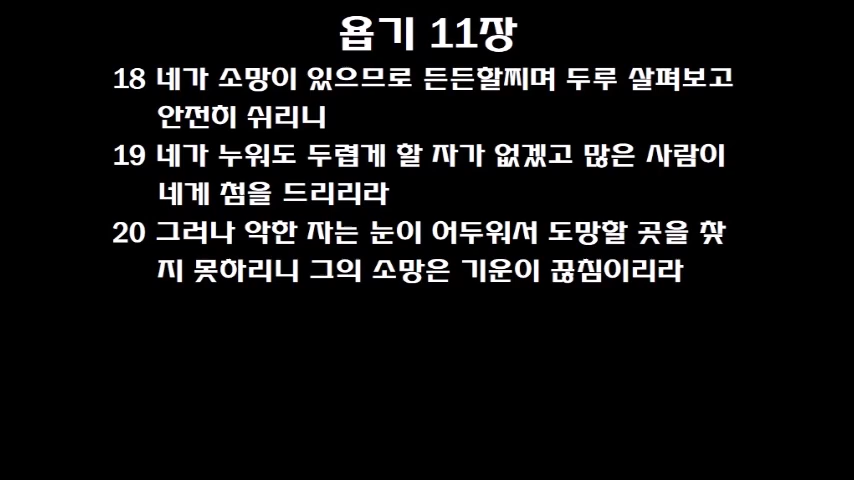 욥기 11장
18 네가 소망이 있으므로 든든할찌며 두루 살펴보고
안전히 쉬리니
19 네가 누워도 두렵게 할 자가 없겠고 많은 사람이
네게 첨을 드리리라
20 그러나 악한 자는 눈이 어두워서 도망할 곳을 찾
지 못하리니 그의 소망은 기운이 끊침이리라